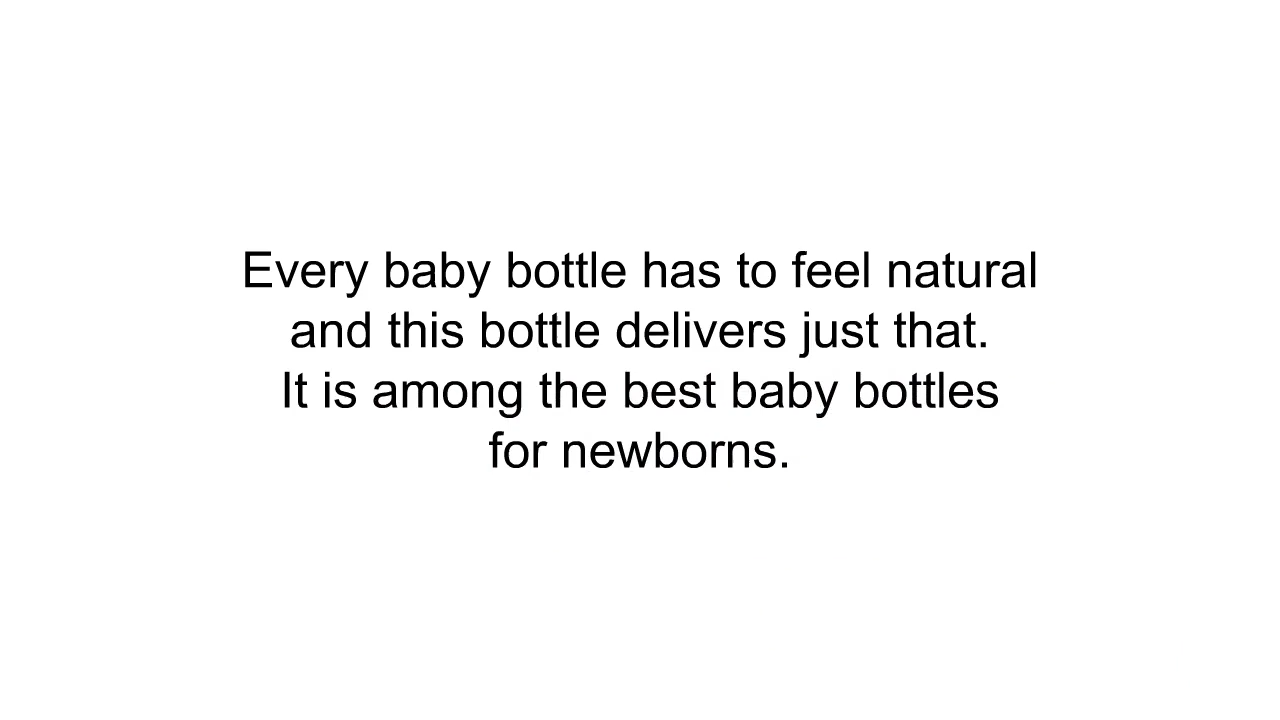 Every baby bottle has to feel natural
and this bottle delivers just that.
It is among the best baby bottles
for newborns.